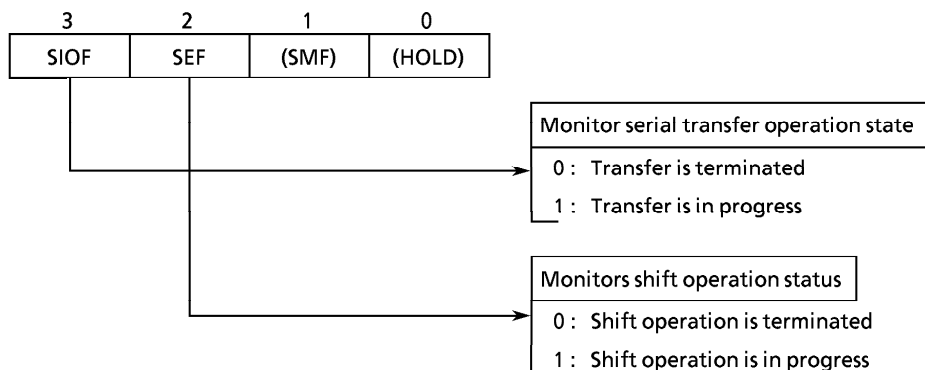 3 2 1 0
SIOF SEF (SMF) (HOLD)
Monitor serial transfer operation state
0 : Transfer is terminated
1 : Transfer is in progress
Monitors shift operation status
0 : Shift operation is terminated
1 : Shift operation is in progress